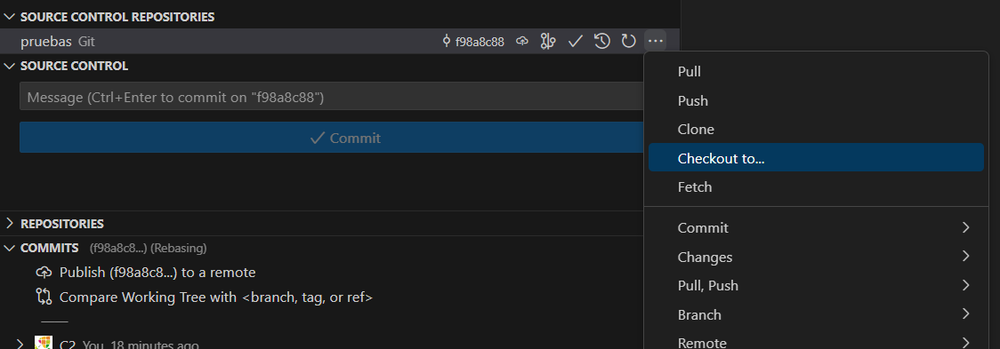 SOURCE CONTROL REPOSITORIES
pruebas Git f98a8c88
SOURCE CONTROL
Message (Ctrl+Enter to commit on "f98a8c88")
Commit
REPOSITORIES
COMMITS (f98a8c8...) (Rebasing)
Publish (f98a8c8...) to a remote
Compare Working Tree with <branch, tag, or ref>
C2 You, 18 minutes ago
Pull
Push
Clone
Checkout to...
Fetch
Commit
Changes
Pull, Push
Branch
Remote